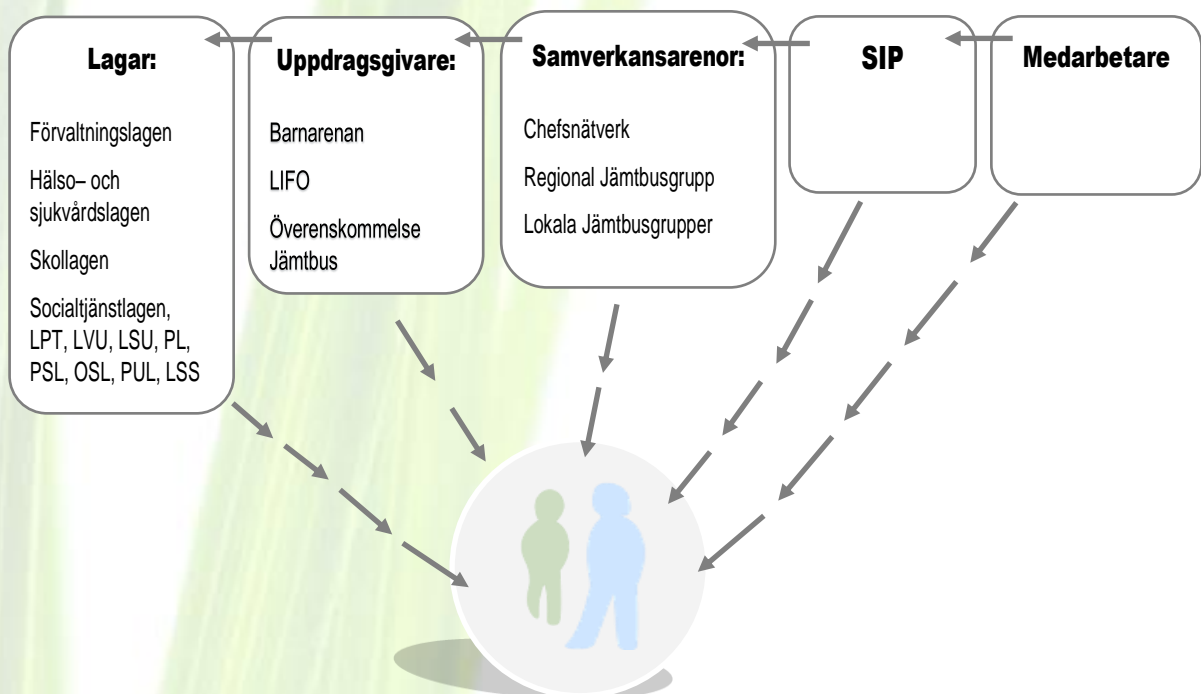 Lagar:
Förvaltningslagen
Hälso– och
sjukvårdslagen
Skollagen
Socialtjänstlagen,
LPT, LVU, LSU, PL,
PSL, OSL, PUL, LSS
Uppdragsgivare:
Barnarenan
LIFO
Överenskommelse
Jämtbus
Samverkansarenor:
Chefsnätverk
Regional Jämtbusgrupp
Lokala Jämtbusgrupper
SIP
Medarbetare